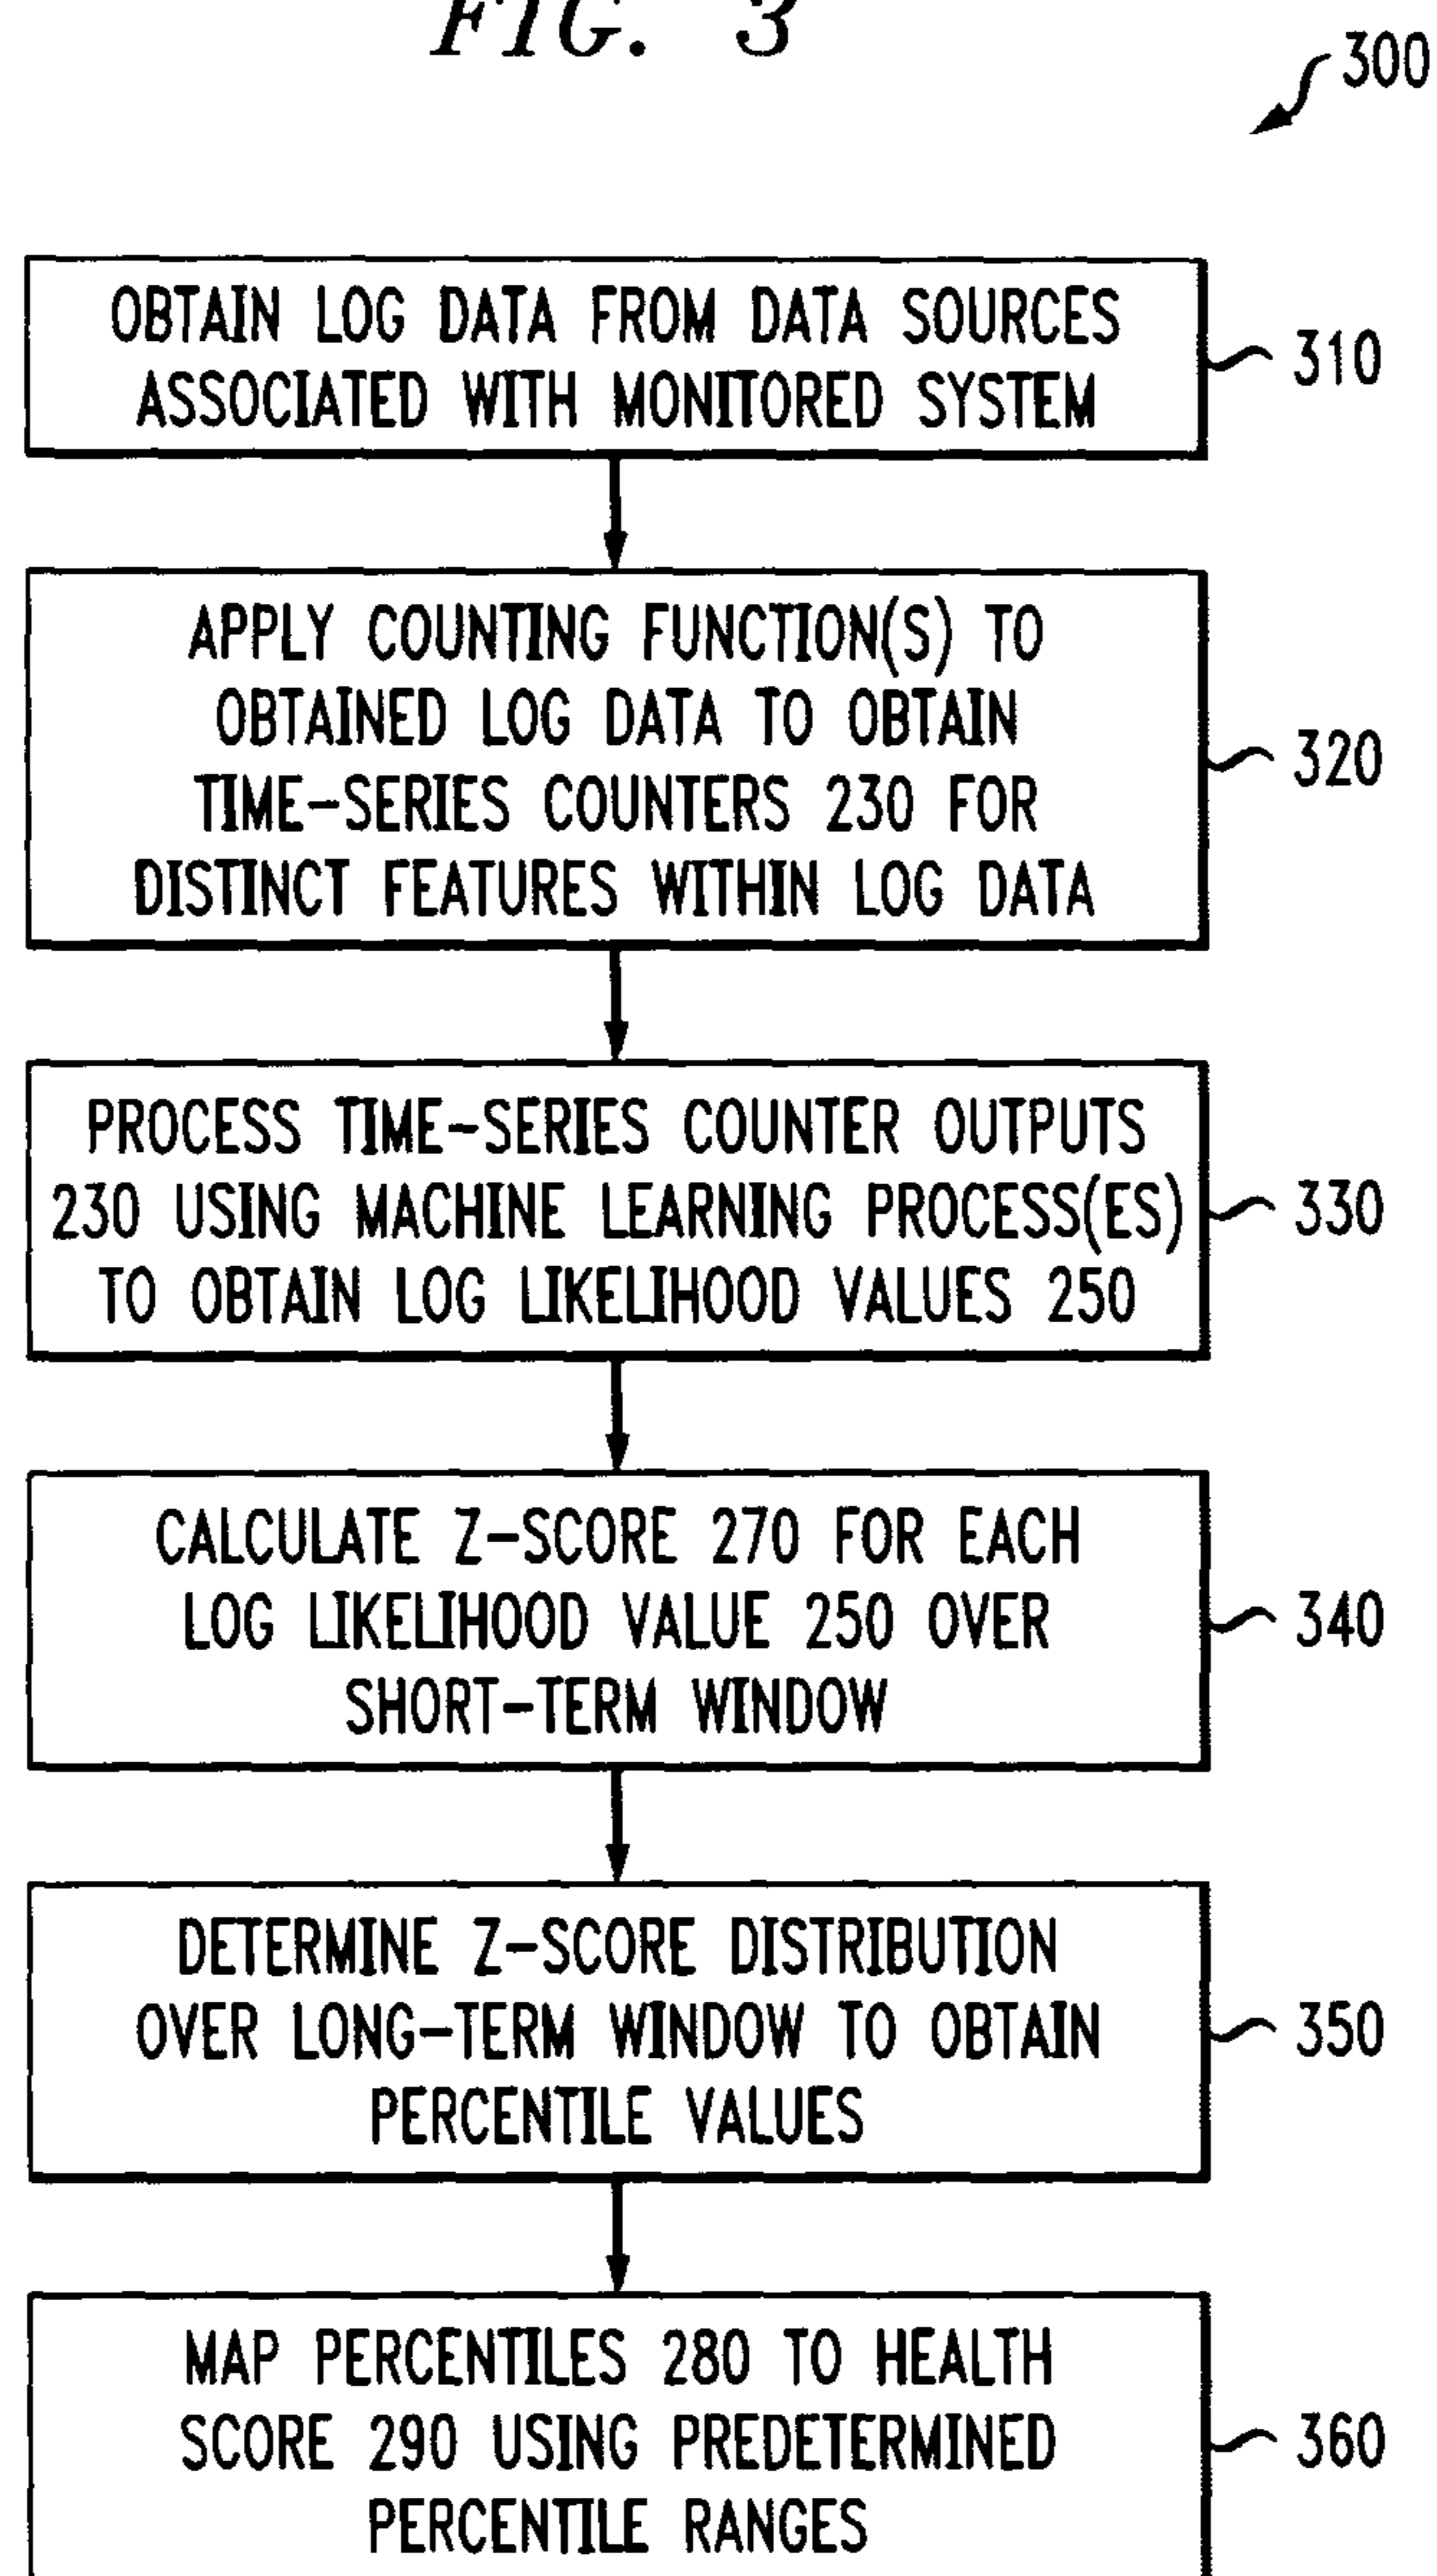 FIG. 3
300
OBTAIN LOG DATA FROM DATA SOURCES
ASSOCIATED WITH MONITORED SYSTEM
310
APPLY COUNTING FUNCTION(S) TO
OBTAINED LOG DATA TO OBTAIN
TIME-SERIES COUNTERS 230 FOR
DISTINCT FEATURES WITHIN LOG DATA
320
PROCESS TIME-SERIES COUNTER OUTPUTS
230 USING MACHINE LEARNING PROCESS(ES)
TO OBTAIN LOG LIKELIHOOD VALUES 250
330
CALCULATE Z-SCORE 270 FOR EACH
LOG LIKELIHOOD VALUE 250 OVER
SHORT-TERM WINDOW
340
DETERMINE Z-SCORE DISTRIBUTION
OVER LONG-TERM WINDOW TO OBTAIN
PERCENTILE VALUES
350
MAP PERCENTILES 280 TO HEALTH
SCORE 290 USING PREDETERMINED
PERCENTILE RANGES
360